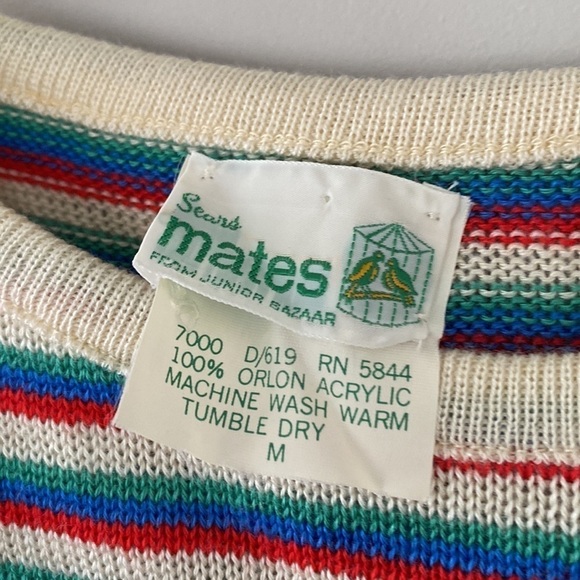 Sears
mates
FROM JUNIOR BAZAAR
7000 D/619 RN 5844
100% ORLON ACRYLIC
MACHINE WASH WARM
TUMBLE DRY
M